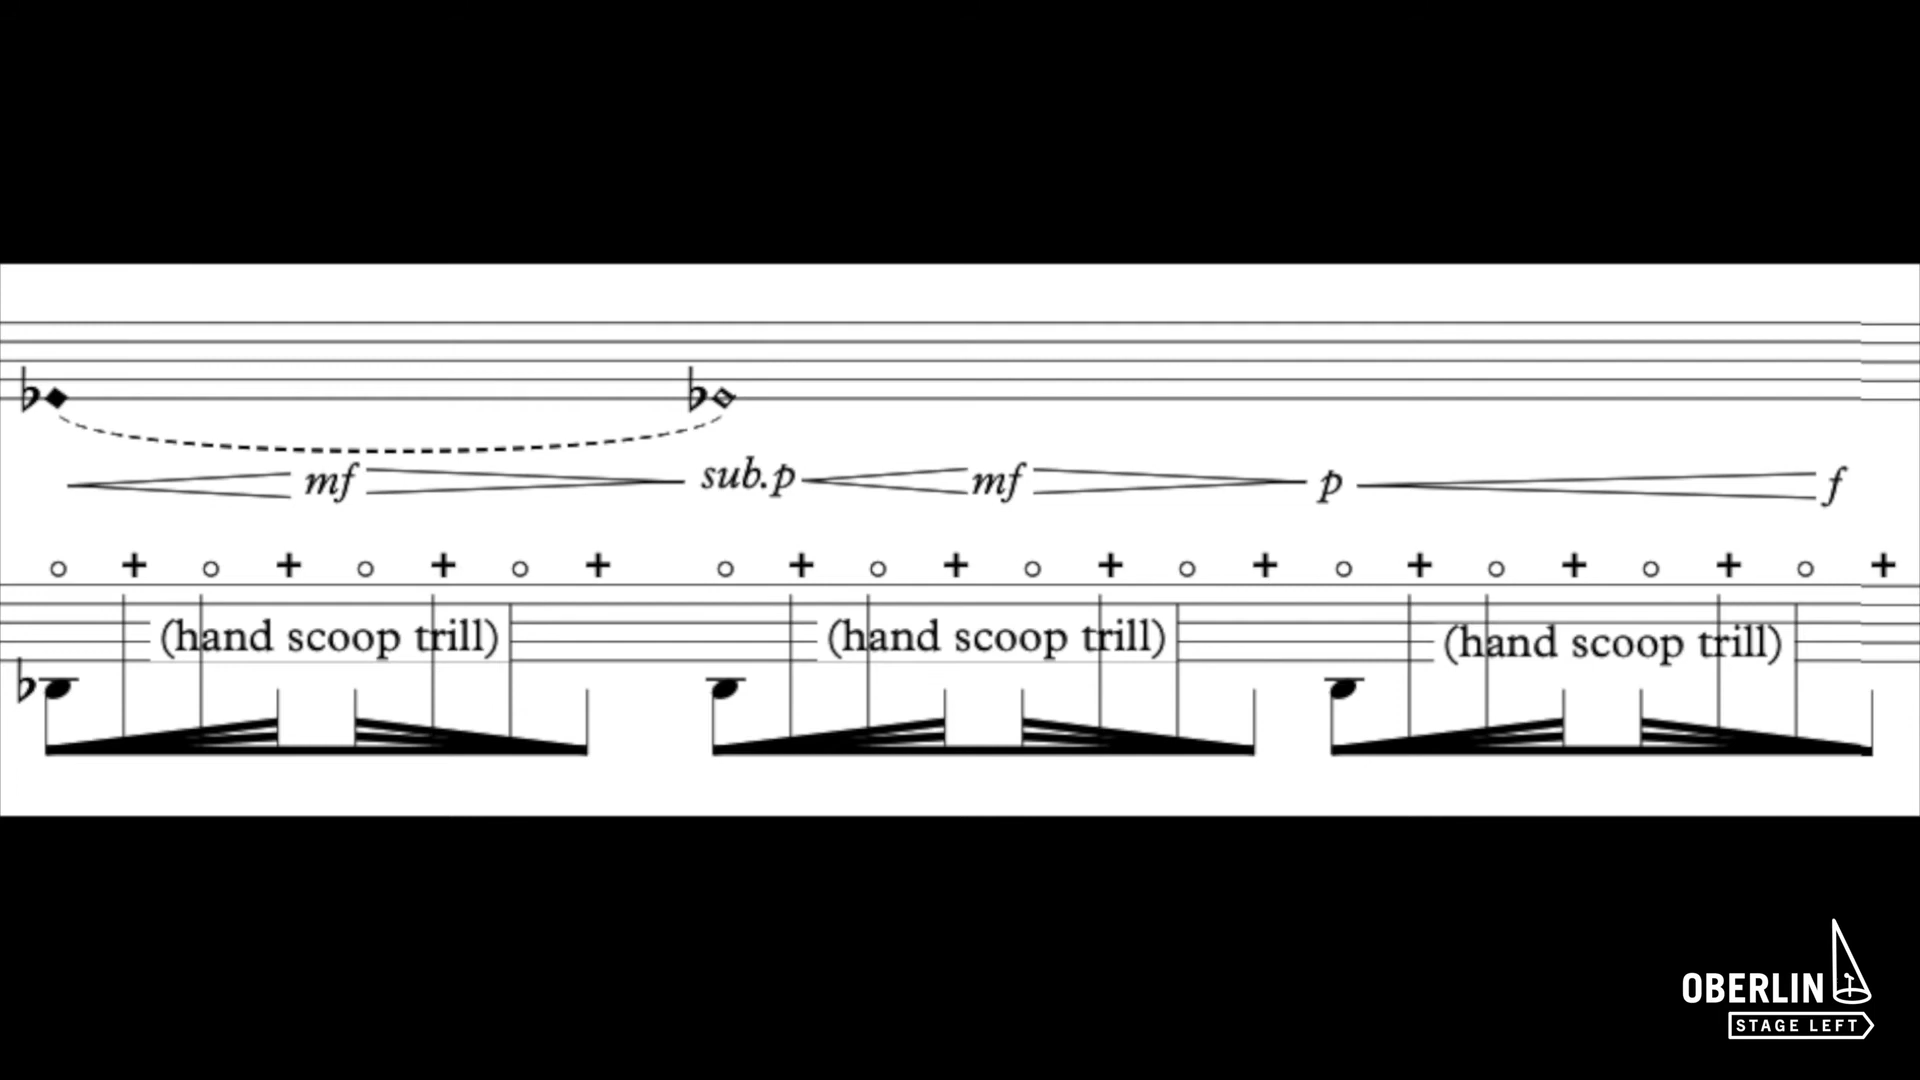 mf sub.p mf p f
(hand scoop trill) (hand scoop trill) (hand scoop trill)
OBERLIN
STAGE LEFT